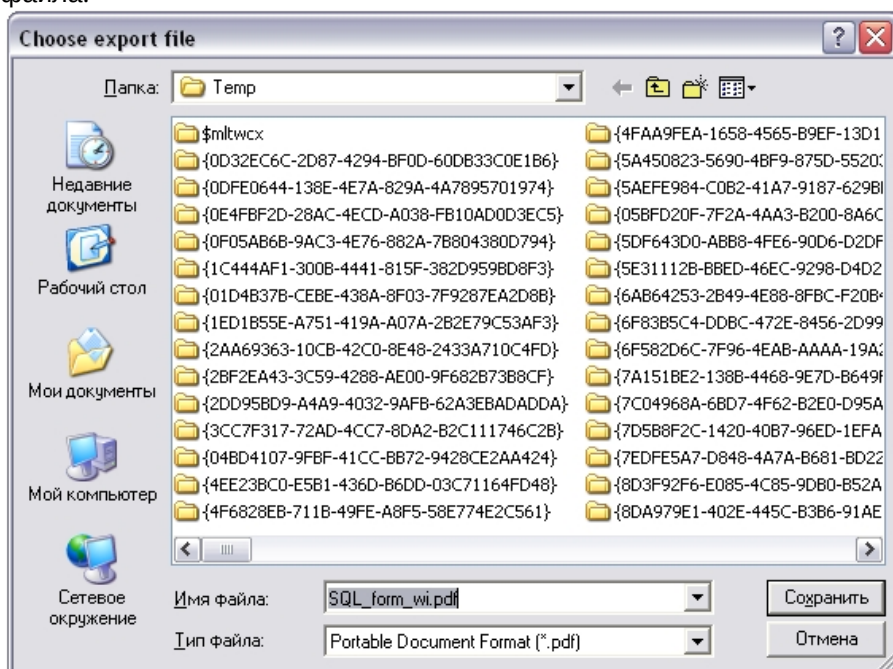 файла.
Choose export file
Папка:
Temp
Недавние документы
Рабочий стол
Мои документы
Мой компьютер
Сетевое окружение
$mltwcx
{0D32EC6C-2D87-4294-BF0D-60DB33C0E1B6}
{0DFE0644-138E-4E7A-829A-4A7895701974}
{0E4FBF2D-28AC-4ECD-A038-FB10AD0D3EC5}
{0F05AB6B-9AC3-4E76-882A-7B804380D794}
{1C444AF1-300B-4441-815F-382D959BD8F3}
{01D4B37B-CEBE-438A-8F03-7F9287EA2D8B}
{1ED1B55E-A751-419A-A07A-2B2E79C53AF3}
{2AA69363-10CB-42C0-8E48-2433A710C4FD}
{2BF2EA43-3C59-4288-AE00-9F682B73B8CF}
{2DD95BD9-A4A9-4032-9AFB-62A3EBADADDA}
{3CC7F317-72AD-4CC7-8DA2-B2C111746C2B}
{04BD4107-9FBF-41CC-BB72-9428CE2AA424}
{4EE23BC0-E5B1-436D-B6DD-03C71164FD48}
{4F6828EB-711B-49FE-A8F5-58E774E2C561}
{4FAA9FEA-1658-4565-B9EF-13D1
{5A450823-5690-4BF9-875D-5520
{5AEFE984-C0B2-41A7-9187-629B
{05BFD20F-7F2A-4AA3-B200-8A6C
{5DF643D0-ABB8-4FE6-90D6-D2DF
{5E31112B-BBED-46EC-9298-D4D2
{6AB64253-2B49-4E88-8FBC-F20B
{6F83B5C4-DDBC-472E-8456-2D99
{6F582D6C-7F96-4EAB-AAAA-19A
{7A151BE2-138B-4468-9E7D-B649
{7C04968A-6BD7-4F62-B2E0-D95A
{7D5B8F2C-1420-40B7-96ED-1EFA
{7EDFE5A7-D848-4A7A-B681-BD22
{8D3F92F6-E085-4C85-9DB0-B52A
{8DA979E1-402E-445C-B3B6-91AE
Имя файла:
SQL_form_wi.pdf
Сохранить
Тип файла:
Portable Document Format (*.pdf)
Отмена